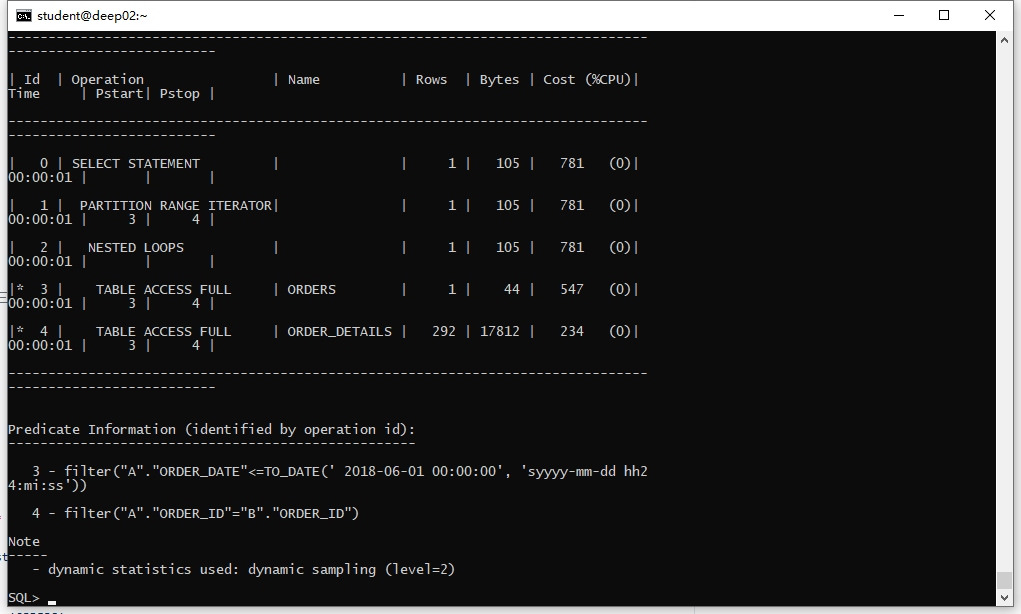 student@deep02:~
--------------------------------------------------------------------------------
--------------------------
| Id  | Operation                | Name          | Rows  | Bytes | Cost (%CPU)|
Time     | Pstart| Pstop |
--------------------------------------------------------------------------------
--------------------------
|   0 | SELECT STATEMENT         |               |     1 |   105 |   781   (0)|
00:00:01 |       |       |
|   1 |  PARTITION RANGE ITERATOR|               |     1 |   105 |   781   (0)|
00:00:01 |     3 |     4 |
|   2 |   NESTED LOOPS           |               |     1 |   105 |   781   (0)|
00:00:01 |       |       |
|*  3 |    TABLE ACCESS FULL     | ORDERS        |     1 |    44 |   547   (0)|
00:00:01 |     3 |     4 |
|*  4 |    TABLE ACCESS FULL     | ORDER_DETAILS |   292 | 17812 |   234   (0)|
00:00:01 |     3 |     4 |
--------------------------------------------------------------------------------
--------------------------
Predicate Information (identified by operation id):
---------------------------------------------------
   3 - filter("A"."ORDER_DATE"<=TO_DATE(' 2018-06-01 00:00:00', 'syyyy-mm-dd hh2
4:mi:ss'))
   4 - filter("A"."ORDER_ID"="B"."ORDER_ID")
Note
-----
   - dynamic statistics used: dynamic sampling (level=2)
SQL>